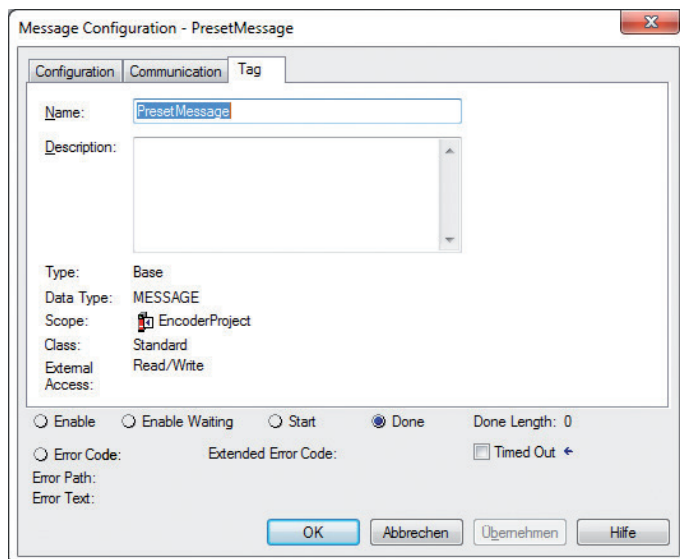 Message Configuration - PresetMessage
Configuration Communication Tag
Name: PresetMessage
Description:
Type: Base
Data Type: MESSAGE
Scope: EncoderProject
Class: Standard
External Access: Read/Write
Enable Enable Waiting Start Done Done Length: 0
Error Code: Extended Error Code: Timed Out
Error Path:
Error Text:
OK Abbrechen Übernehmen Hilfe